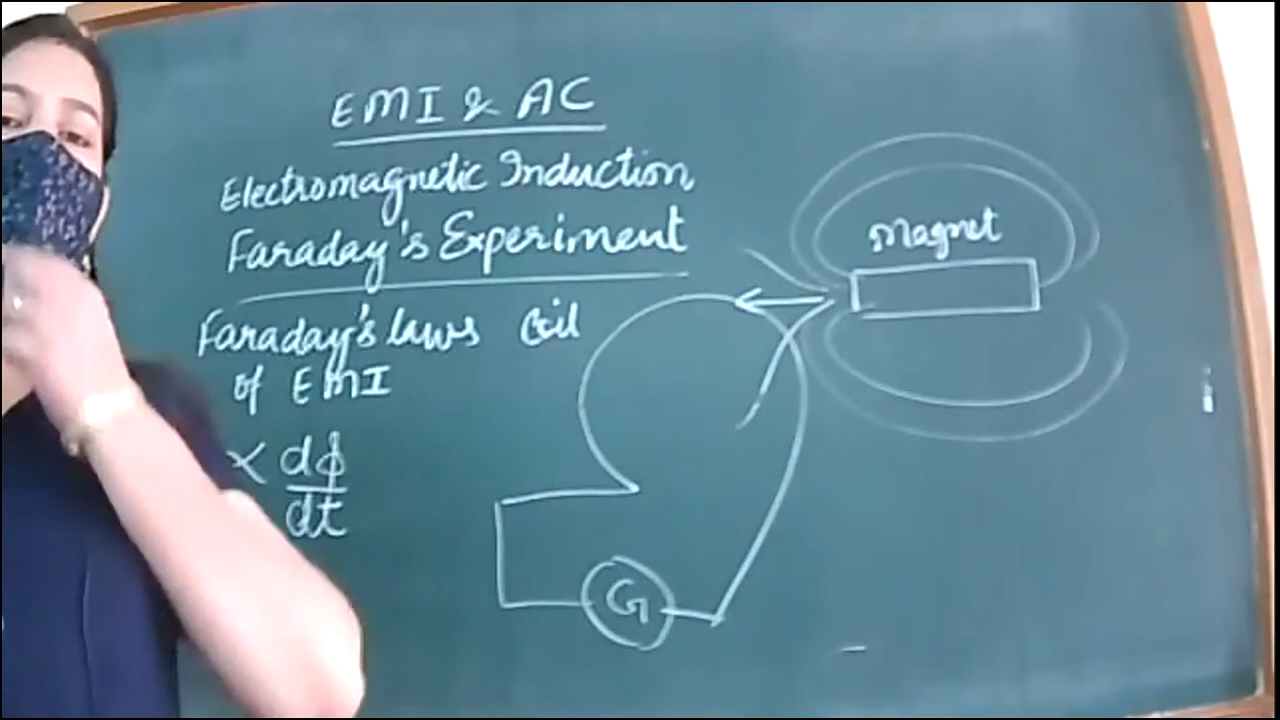 EMI & AC
Electromagnetic Induction,
Faraday's Experiment
Faraday's laws
of EMI
∝ dϕ
dt
Coil
Magnet
G